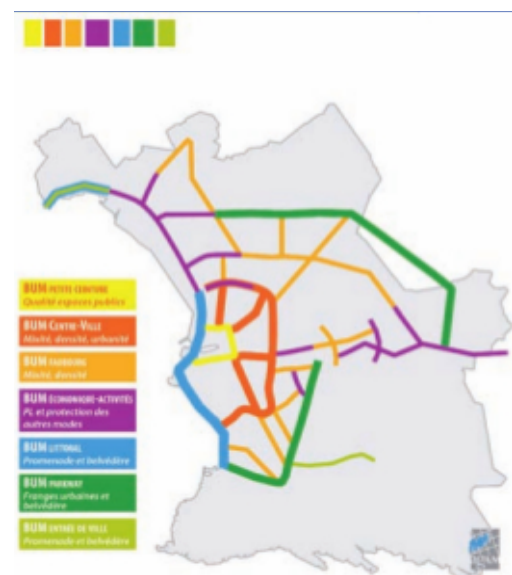 BUM PETITE CEINTURE
Qualité espaces publics
BUM CENTRE-VILLE
Mixité, densité, urbanité
BUM FAUBOURG
Mixité, densité
BUM ÉCONOMIQUE-ACTIVITÉS
PL et protection des
autres modes
BUM LITTORAL
Promenade et belvédère
BUM PARKWAY
Franges urbaines et
belvédère
BUM ENTRÉE DE VILLE
Promenade et belvédère